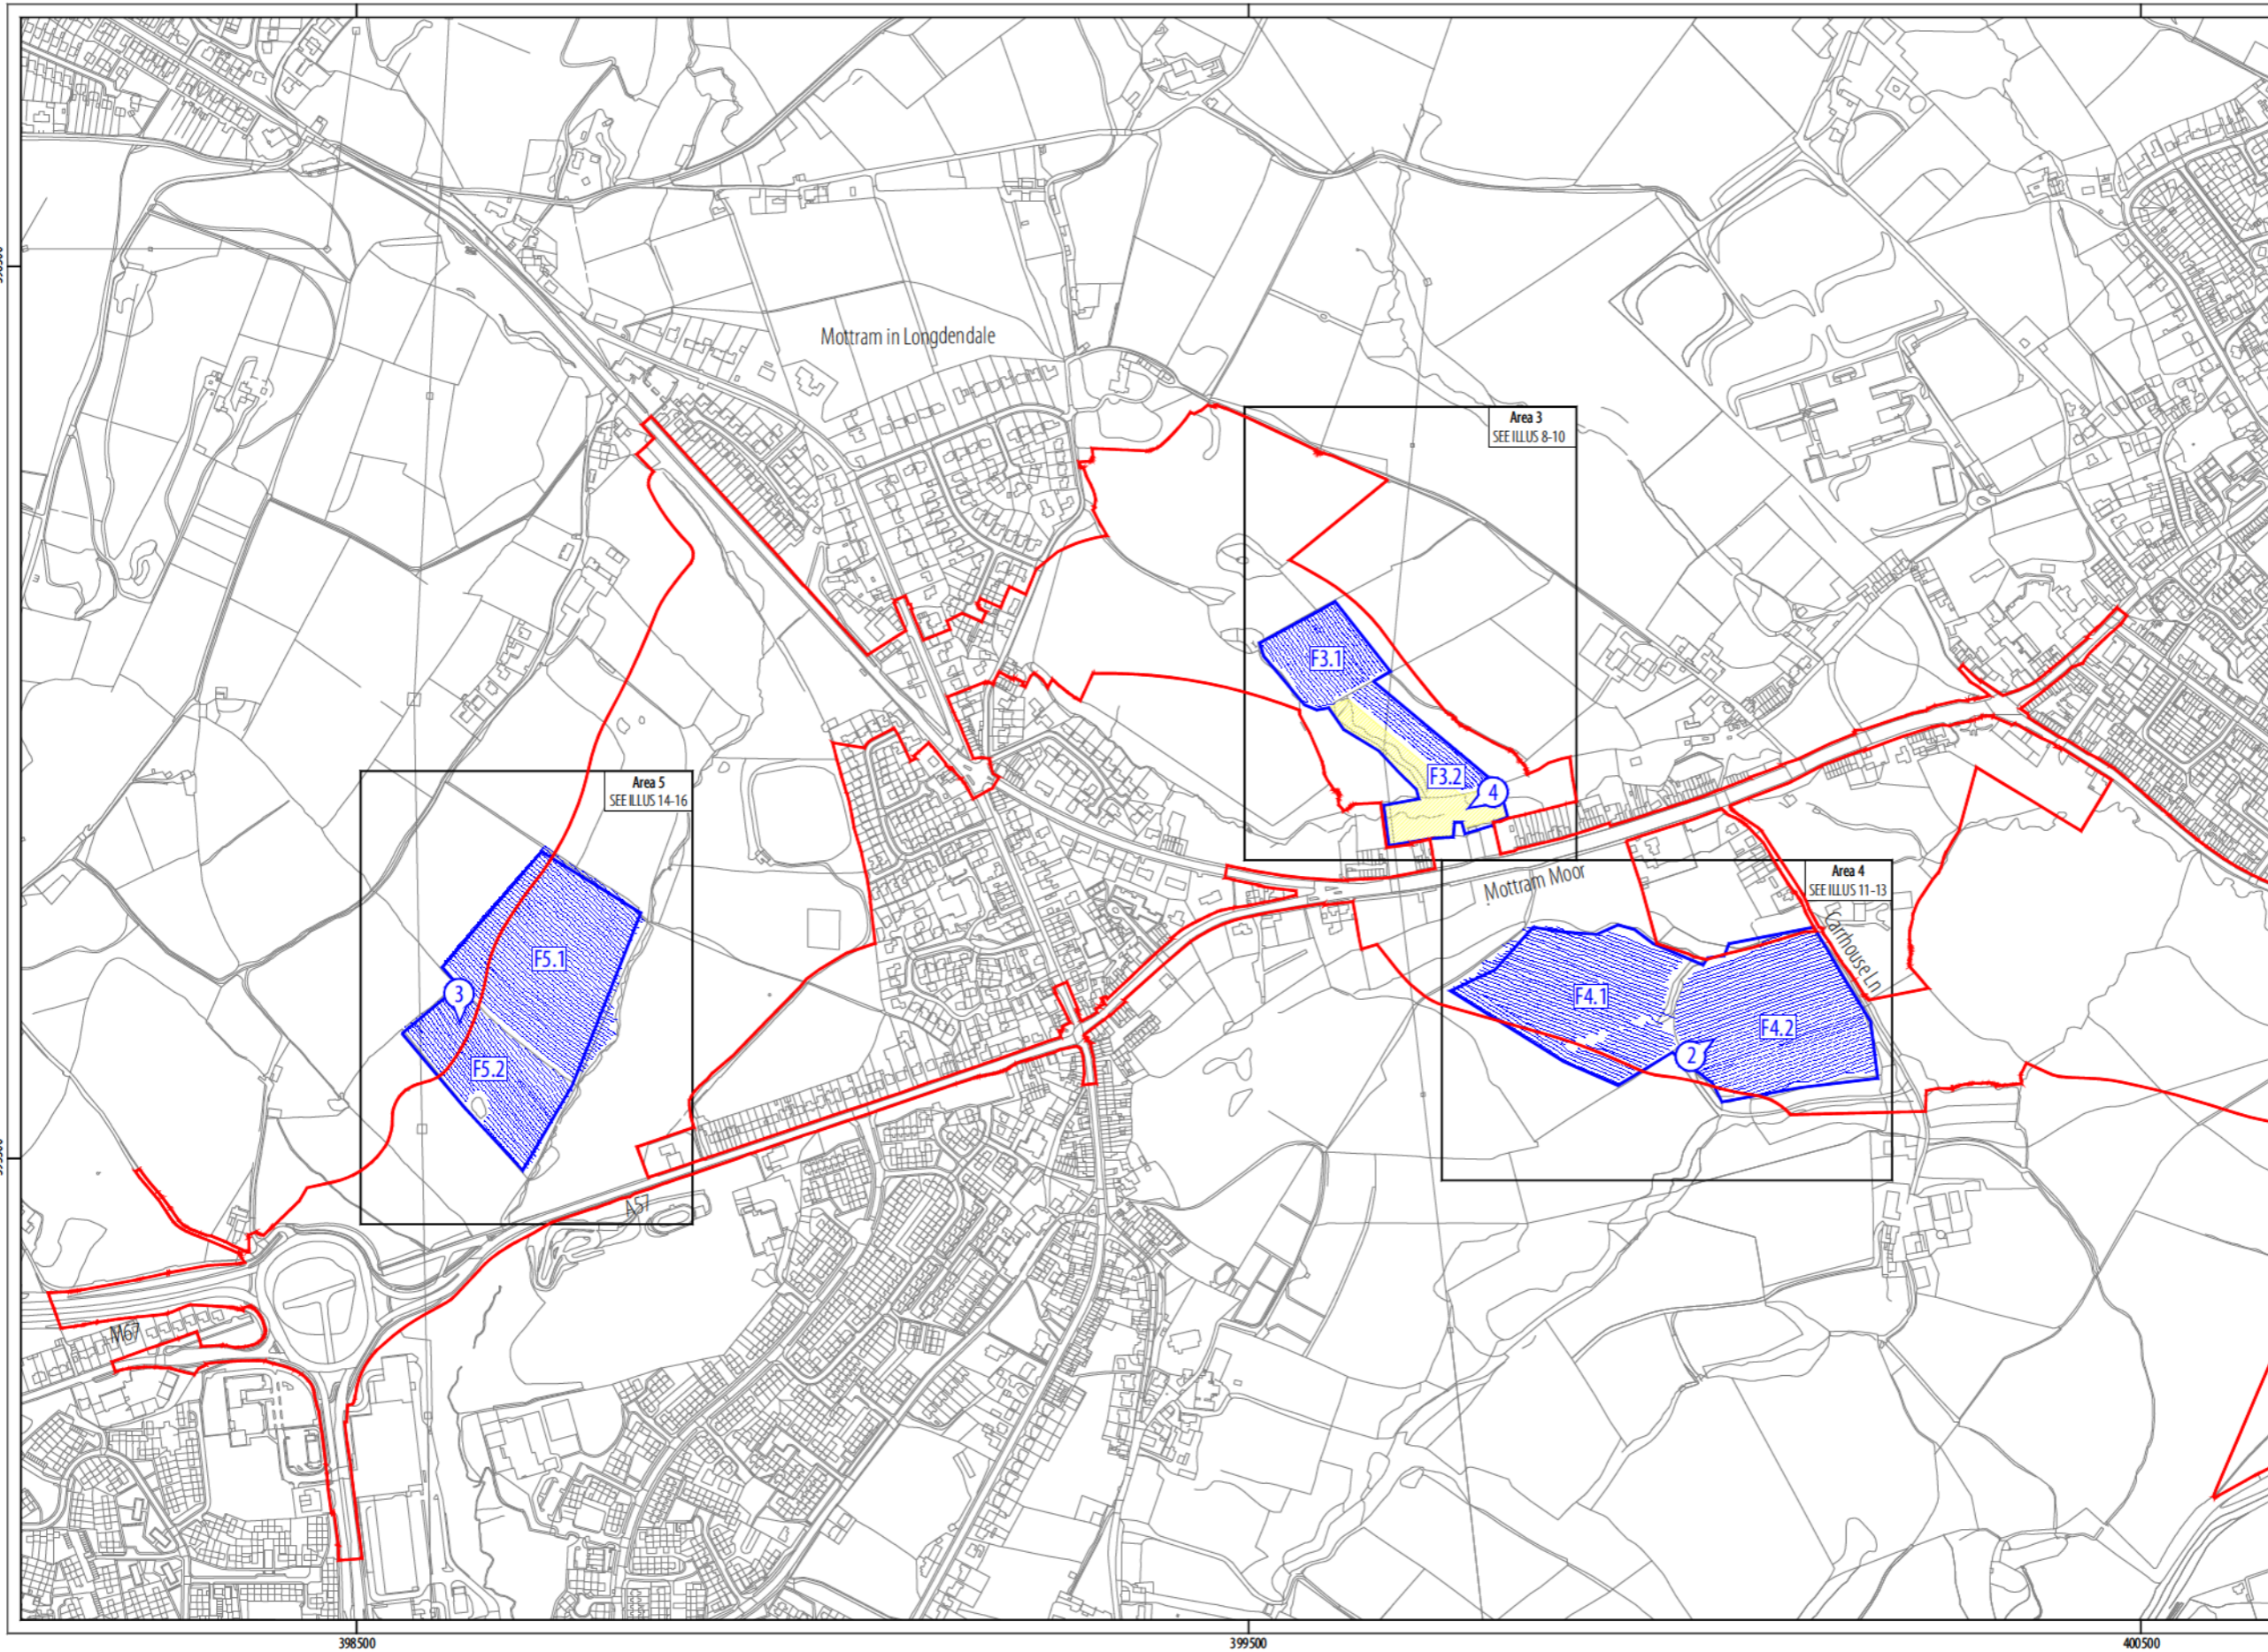 Mottram in Longdendale
Area 3
SEE ILLUS 8-10
F3.1
F3.2
4
Area 5
SEE ILLUS 14-16
F5.1
3
F5.2
Mottram Moor
Area 4
SEE ILLUS 11-13
Carrhouse Ln
F4.1
F4.2
2
A57
M67
398500
399500
400500